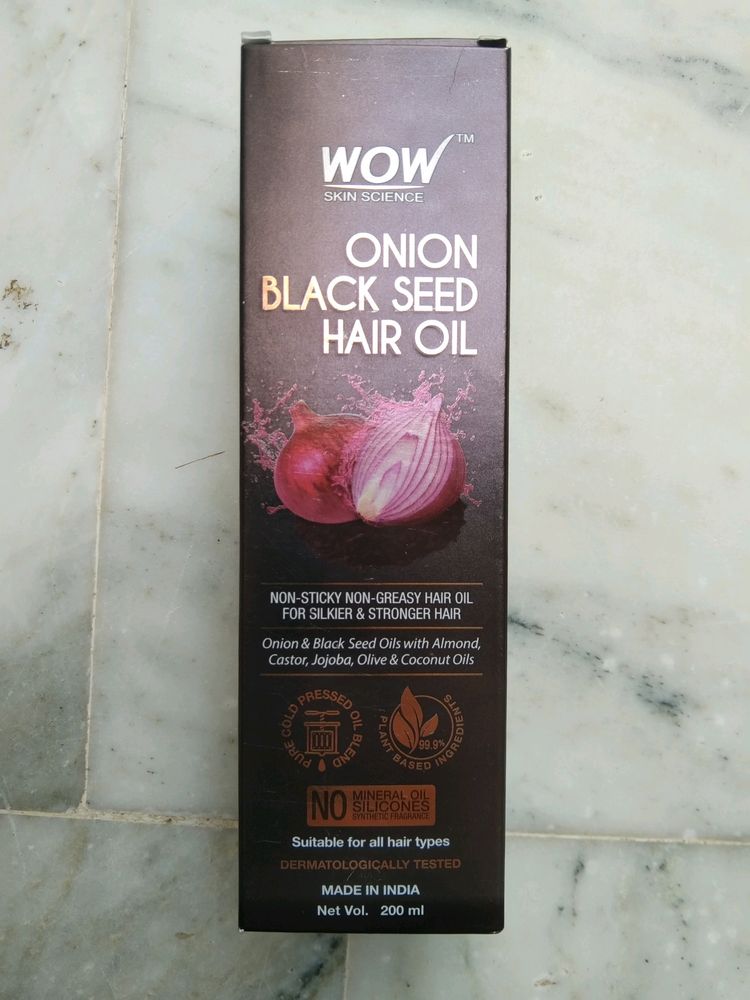 WOW™
SKIN SCIENCE
ONION
BLACK SEED
HAIR OIL
NON-STICKY NON-GREASY HAIR OIL
FOR SILKIER & STRONGER HAIR
Onion & Black Seed Oils with Almond,
Castor, Jojoba, Olive & Coconut Oils
PURE COLD PRESSED OIL BLEND
99.9%
PLANT BASED INGREDIENTS
NO MINERAL OIL
SILICONES
SYNTHETIC FRAGRANCE
Suitable for all hair types
DERMATOLOGICALLY TESTED
MADE IN INDIA
Net Vol. 200 ml